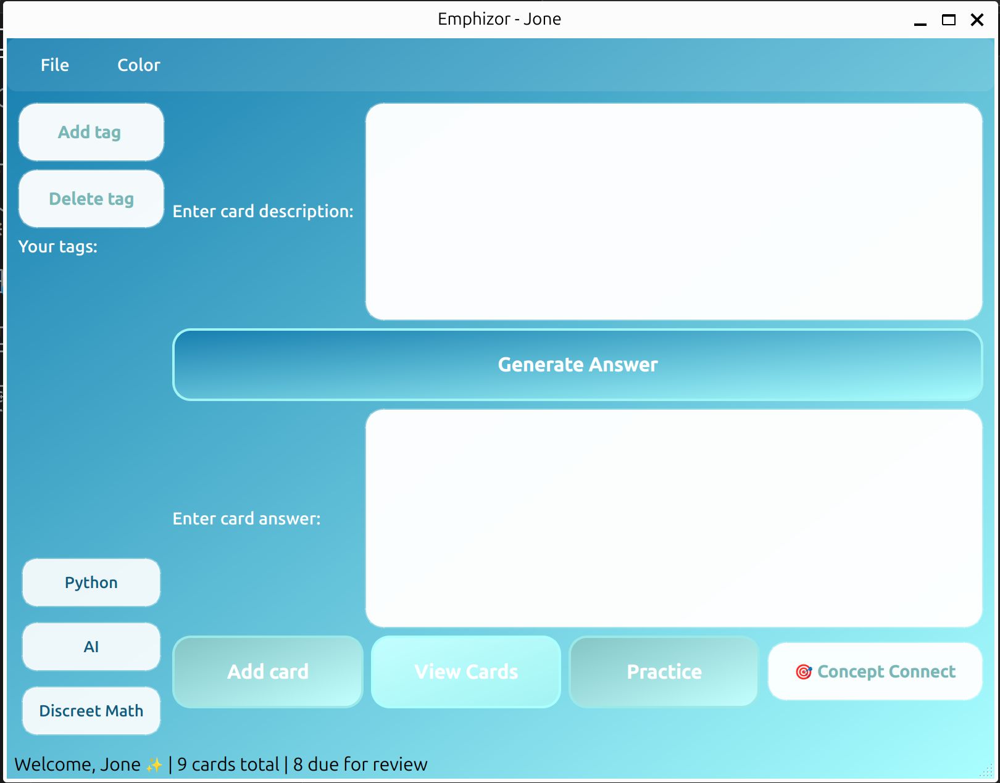 Emphizor - Jone
File Color
Add tag
Delete tag
Your tags:
Enter card description:
Generate Answer
Enter card answer:
Python
AI
Discreet Math
Add card
View Cards
Practice
🎯 Concept Connect
Welcome, Jone ✨ | 9 cards total | 8 due for review